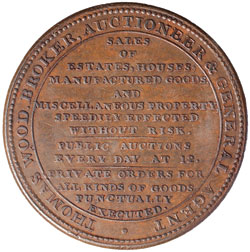 THOMAS WOOD, BROKER, AUCTIONEER & GENERAL AGENT
SALES
OF
ESTATES, HOUSES,
MANUFACTURED GOODS,
AND
MISCELLANEOUS PROPERTY
SPEEDILY EFFECTED
WITHOUT RISK.
PUBLIC AUCTIONS
EVERY DAY AT 12,
PRIVATE ORDERS FOR
ALL KINDS OF GOODS
PUNCTUALLY
EXECUTED.